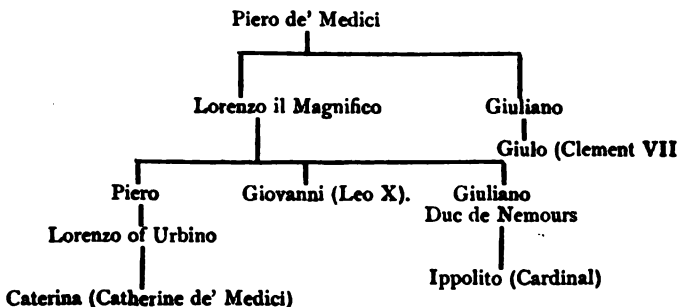 Piero de' Medici
Lorenzo il Magnifico Giuliano
Giulo (Clement VII
Piero Giovanni (Leo X). Giuliano
Duc de Nemours
Lorenzo of Urbino
Ippolito (Cardinal)
Caterina (Catherine de' Medici)